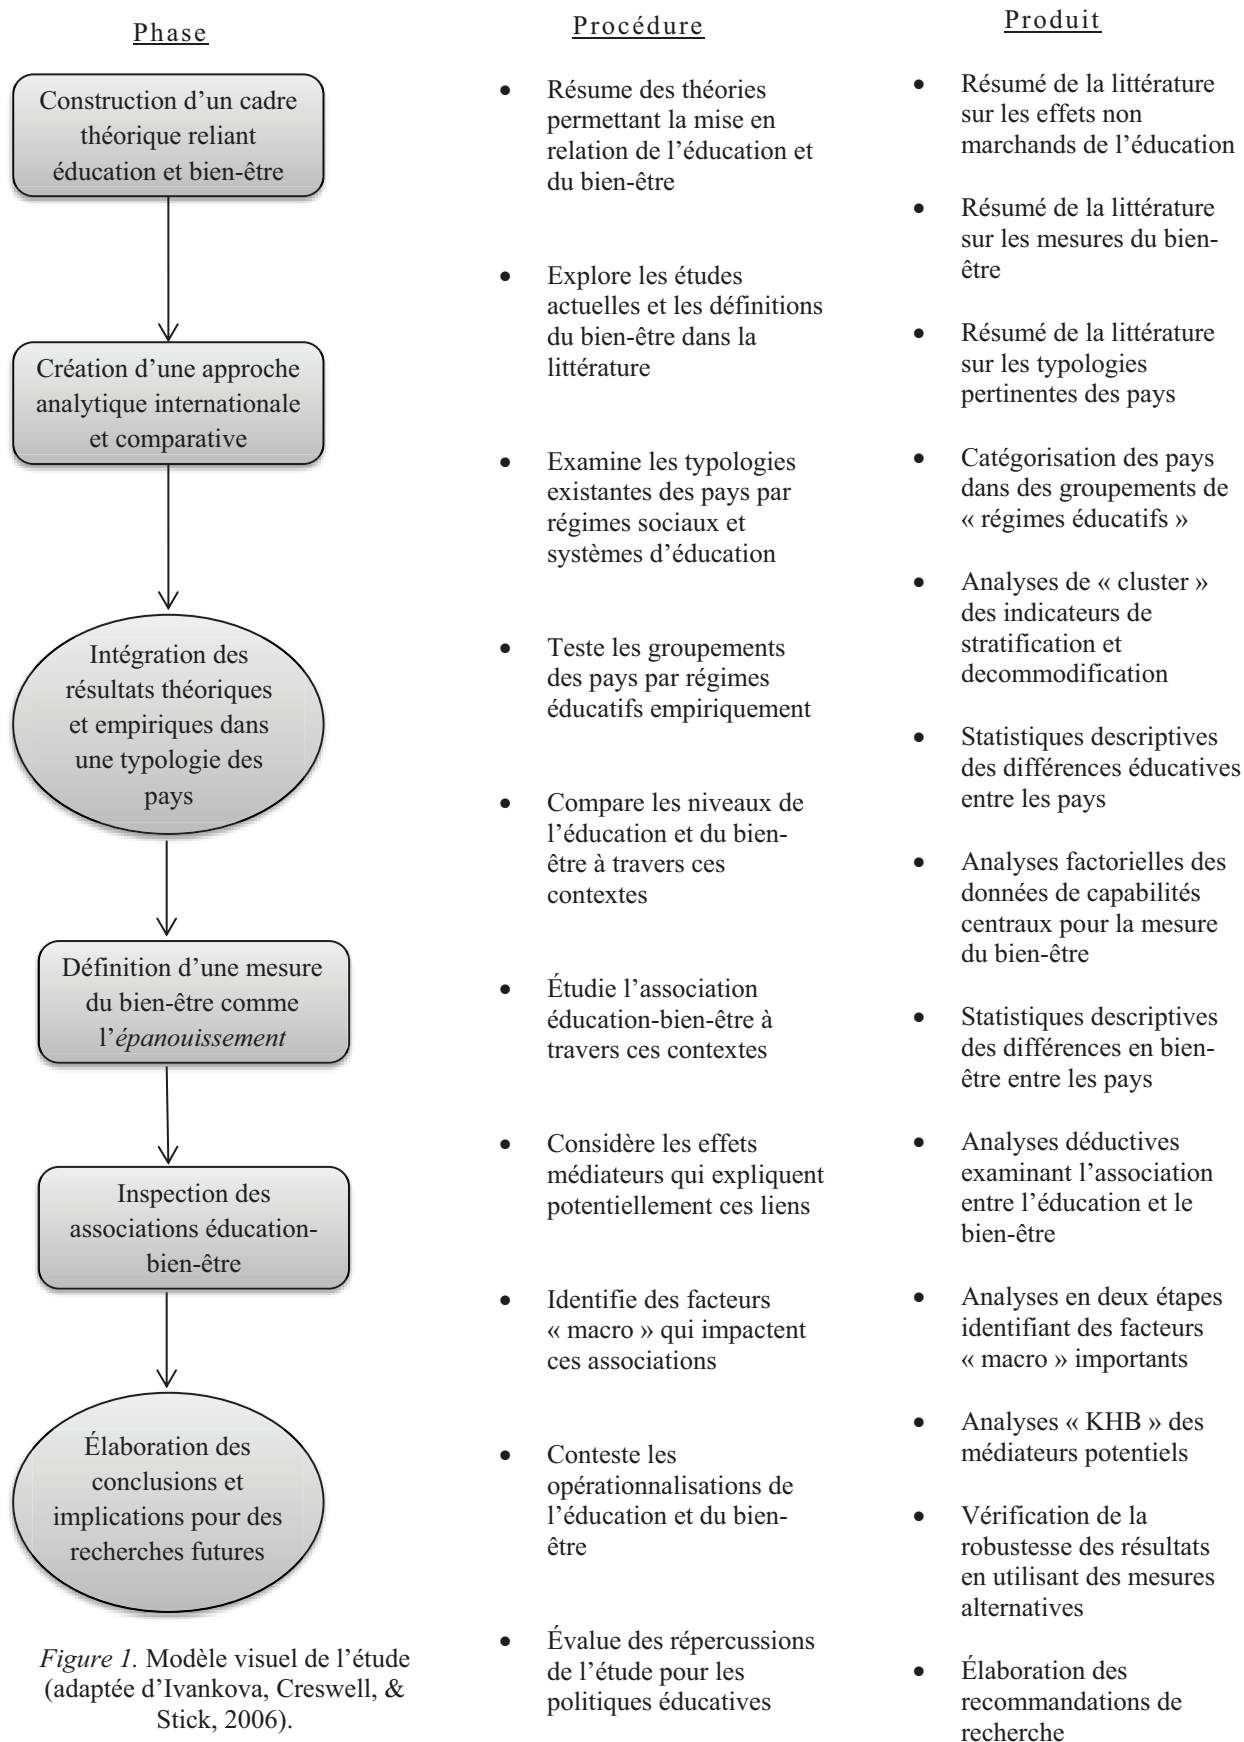 Phase
Construction d’un cadre
théorique reliant
éducation et bien-être
Création d’une approche
analytique internationale
et comparative
Intégration des
résultats théoriques
et empiriques dans
une typologie des
pays
Définition d’une mesure
du bien-être comme
l’épanouissement
Inspection des
associations éducation-
bien-être
Élaboration des
conclusions et
implications pour des
recherches futures
Figure 1. Modèle visuel de l’étude
(adaptée d’Ivankova, Creswell, &
Stick, 2006).
Procédure
• Résume des théories
permettant la mise en
relation de l’éducation et
du bien-être
• Explore les études
actuelles et les définitions
du bien-être dans la
littérature
• Examine les typologies
existantes des pays par
régimes sociaux et
systèmes d’éducation
• Teste les groupements
des pays par régimes
éducatifs empiriquement
• Compare les niveaux de
l’éducation et du bien-
être à travers ces
contextes
• Étudie l’association
éducation-bien-être à
travers ces contextes
• Considère les effets
médiateurs qui expliquent
potentiellement ces liens
• Identifie des facteurs
« macro » qui impactent
ces associations
• Conteste les
opérationnalisations de
l’éducation et du bien-
être
• Évalue des répercussions
de l’étude pour les
politiques éducatives
Produit
• Résumé de la littérature
sur les effets non
marchands de l’éducation
• Résumé de la littérature
sur les mesures du bien-
être
• Résumé de la littérature
sur les typologies
pertinentes des pays
• Catégorisation des pays
dans des groupements de
« régimes éducatifs »
• Analyses de « cluster »
des indicateurs de
stratification et
decommodification
• Statistiques descriptives
des différences éducatives
entre les pays
• Analyses factorielles des
données de capabilités
centraux pour la mesure
du bien-être
• Statistiques descriptives
des différences en bien-
être entre les pays
• Analyses déductives
examinant l’association
entre l’éducation et le
bien-être
• Analyses en deux étapes
identifiant des facteurs
« macro » importants
• Analyses « KHB » des
médiateurs potentiels
• Vérification de la
robustesse des résultats
en utilisant des mesures
alternatives
• Élaboration des
recommandations de
recherche